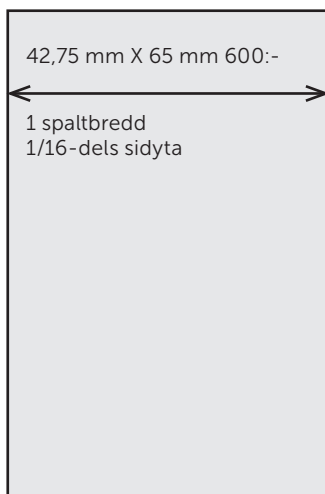 42,75 mm X 65 mm 600:-
1 spaltbredd
1/16-dels sidyta